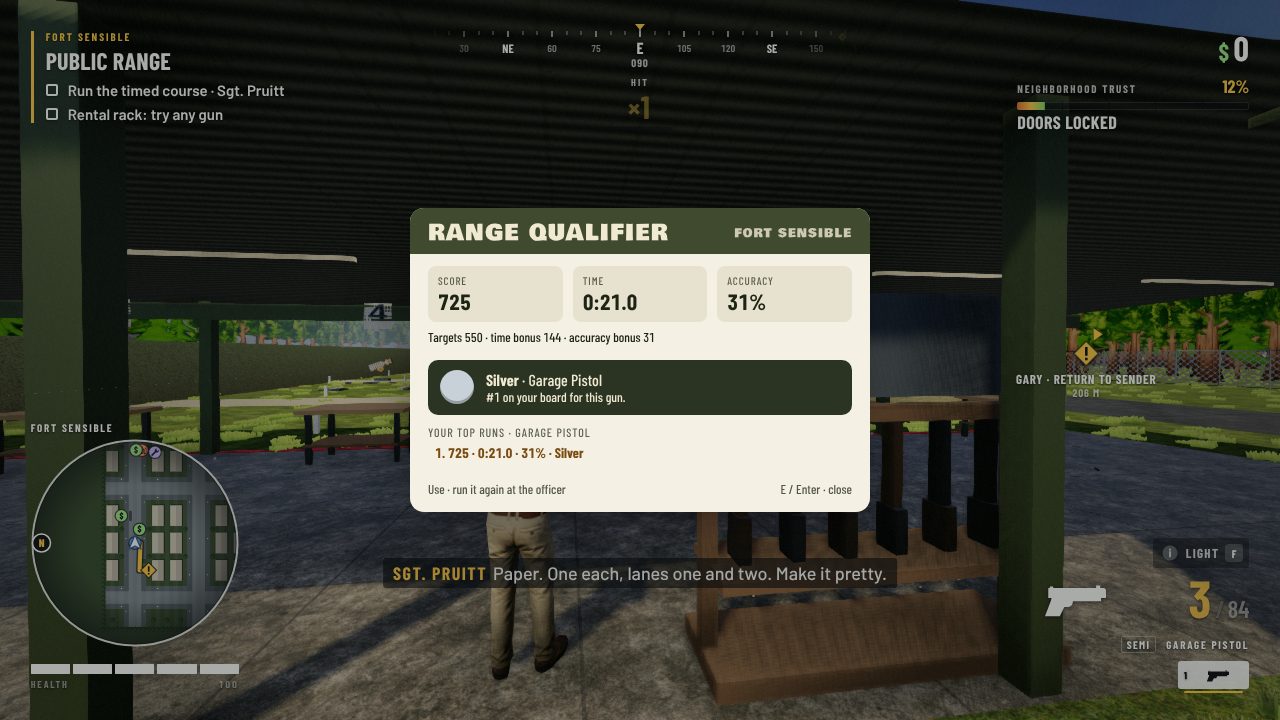 FORT SENSIBLE
PUBLIC RANGE
Run the timed course · Sgt. Pruitt
Rental rack: try any gun
30 NE 60 75 E 105 120 SE 150
090
HIT
×1
$ 0
NEIGHBORHOOD TRUST 12%
DOORS LOCKED
RANGE QUALIFIER FORT SENSIBLE
SCORE TIME ACCURACY
725 0:21.0 31%
Targets 550 · time bonus 144 · accuracy bonus 31
Silver · Garage Pistol
#1 on your board for this gun.
YOUR TOP RUNS · GARAGE PISTOL
1. 725 · 0:21.0 · 31% · Silver
Use · run it again at the officer E / Enter · close
4
GARY · RETURN TO SENDER
206 M
FORT SENSIBLE
$
$
$
N
SGT. PRUITT Paper. One each, lanes one and two. Make it pretty.
HEALTH 100
LIGHT F
3 / 84
SEMI GARAGE PISTOL
1